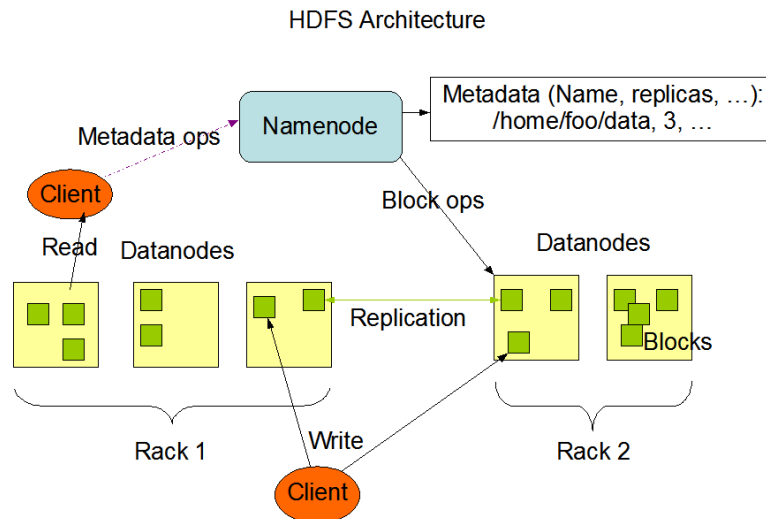 HDFS Architecture
Metadata (Name, replicas, …):
/home/foo/data, 3, …
Namenode
Metadata ops
Client
Block ops
Read
Datanodes
Datanodes
Replication
Blocks
Rack 1
Write
Rack 2
Client